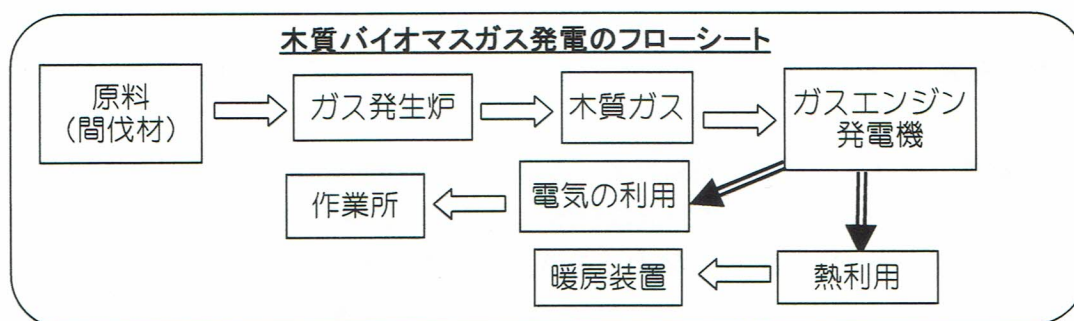 木質バイオマスガス発電のフローシート
原料
(間伐材)
ガス発生炉
木質ガス
ガスエンジン
発電機
作業所
電気の利用
暖房装置
熱利用